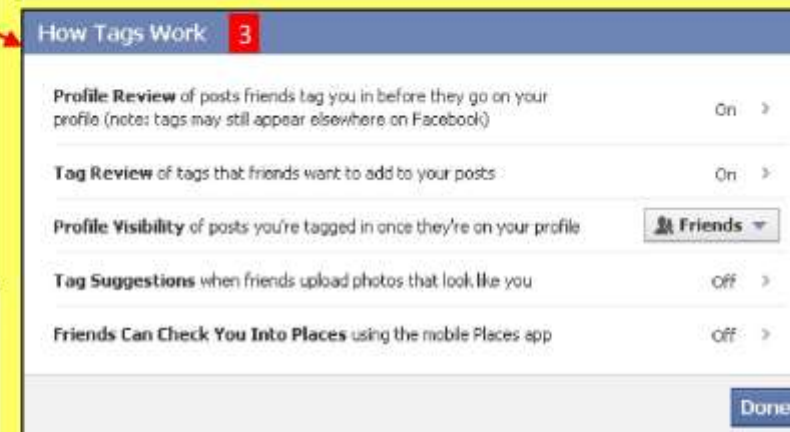 How Tags Work 3
Profile Review of posts friends tag you in before they go on your
profile (note: tags may still appear elsewhere on Facebook)
On
Tag Review of tags that friends want to add to your posts
On
Profile Visibility of posts you're tagged in once they're on your profile
Friends
Tag Suggestions when friends upload photos that look like you
Off
Friends Can Check You Into Places using the mobile Places app
Off
Done